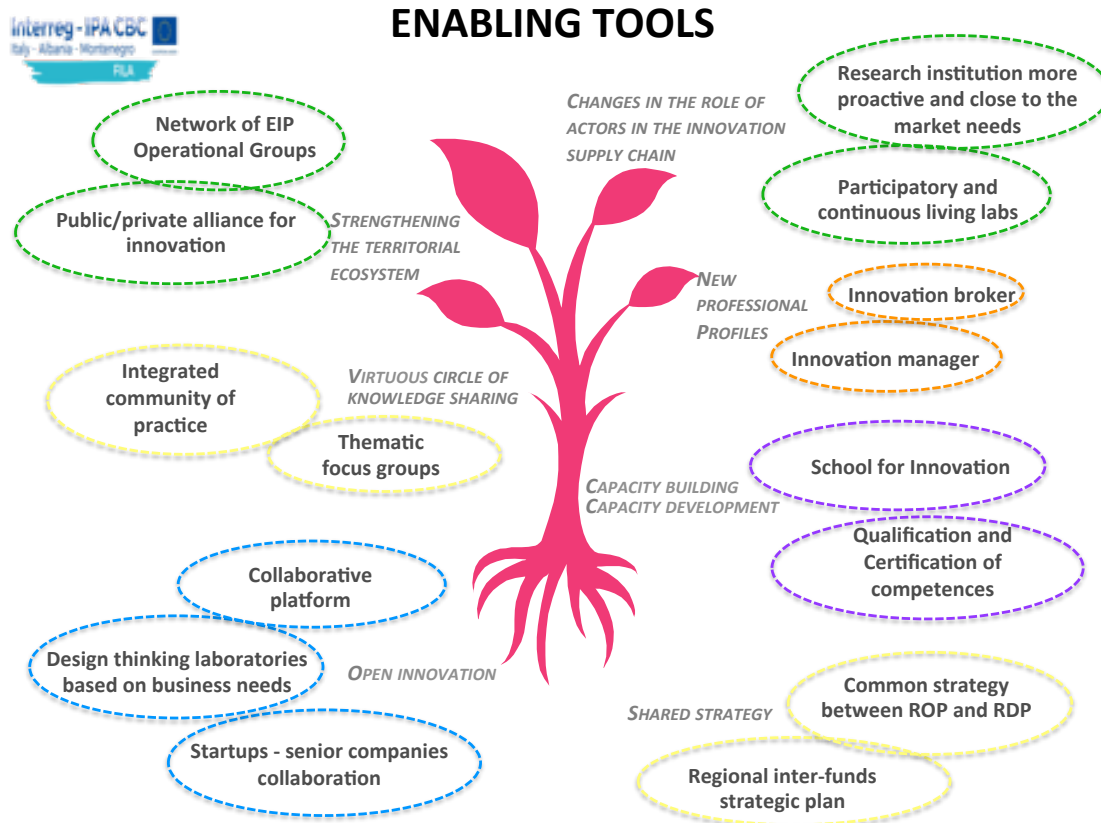 ENABLING TOOLS
Interreg - IPA CBC
Italy - Albania - Montenegro
FILA
Network of EIP
Operational Groups
Public/private alliance for
innovation
STRENGTHENING
THE TERRITORIAL
ECOSYSTEM
CHANGES IN THE ROLE OF
ACTORS IN THE INNOVATION
SUPPLY CHAIN
Research institution more
proactive and close to the
market needs
Participatory and
continuous living labs
NEW
PROFESSIONAL
PROFILES
Innovation broker
Innovation manager
Integrated
community of
practice
VIRTUOUS CIRCLE OF
KNOWLEDGE SHARING
Thematic
focus groups
CAPACITY BUILDING
CAPACITY DEVELOPMENT
School for Innovation
Qualification and
Certification of
competences
Collaborative
platform
Design thinking laboratories
based on business needs
OPEN INNOVATION
Startups - senior companies
collaboration
SHARED STRATEGY
Common strategy
between ROP and RDP
Regional inter-funds
strategic plan